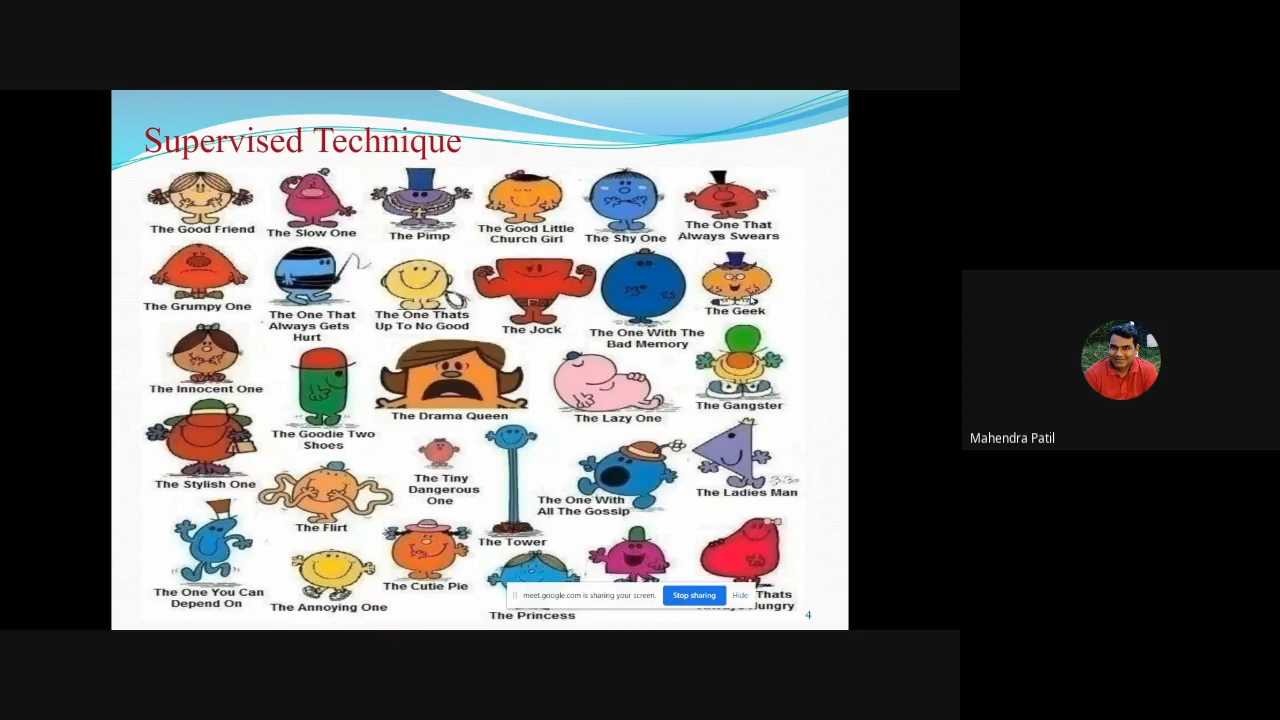 Supervised Technique
The Good Friend
The Slow One
The Pimp
The Good Little
Church Girl
The Shy One
The One That
Always Swears
The Grumpy One
The One That
Always Gets
Hurt
The One Thats
Up To No Good
The Jock
The One With The
Bad Memory
The Geek
The Innocent One
The Goodie Two
Shoes
The Drama Queen
The Lazy One
The Gangster
The Stylish One
The Flirt
The Tiny
Dangerous
One
The Tower
The One With
All The Gossip
The Ladies Man
The One You Can
Depend On
The Annoying One
The Cutie Pie
The Princess
Thats
meet.google.com is sharing your screen.
Stop sharing
Hide
4
Mahendra Patil